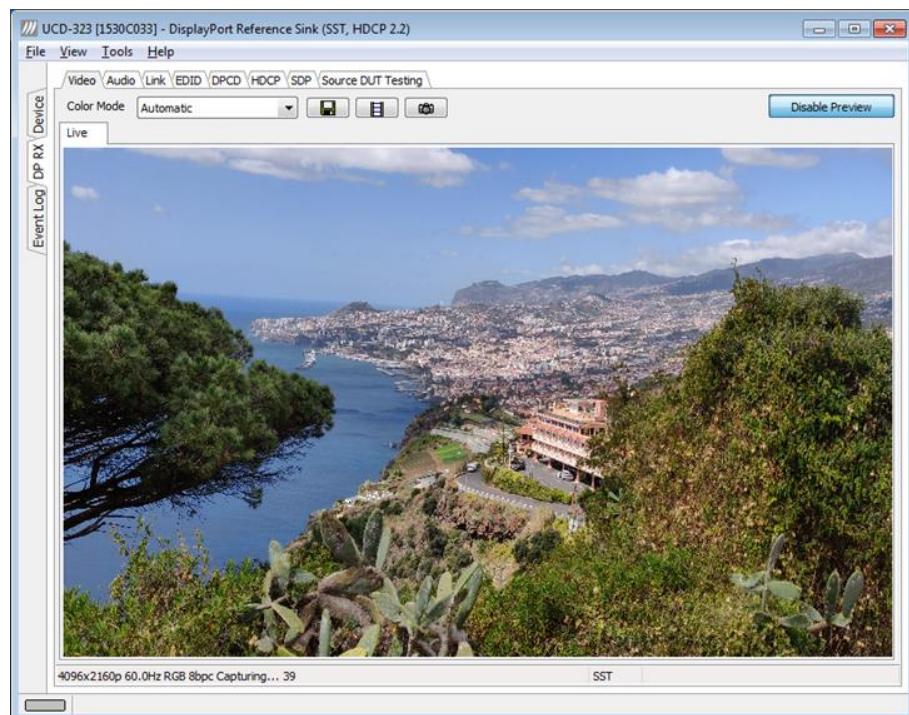 UCD-323 [1530C033] - DisplayPort Reference Sink (SST, HDCP 2.2)
File View Tools Help
Video Audio Link EDID DPCD HDCP SDP Source DUT Testing
Color Mode Automatic Disable Preview
Live
Device
DP RX
Event Log
4096x2160p 60.0Hz RGB 8bpc Capturing... 39 SST